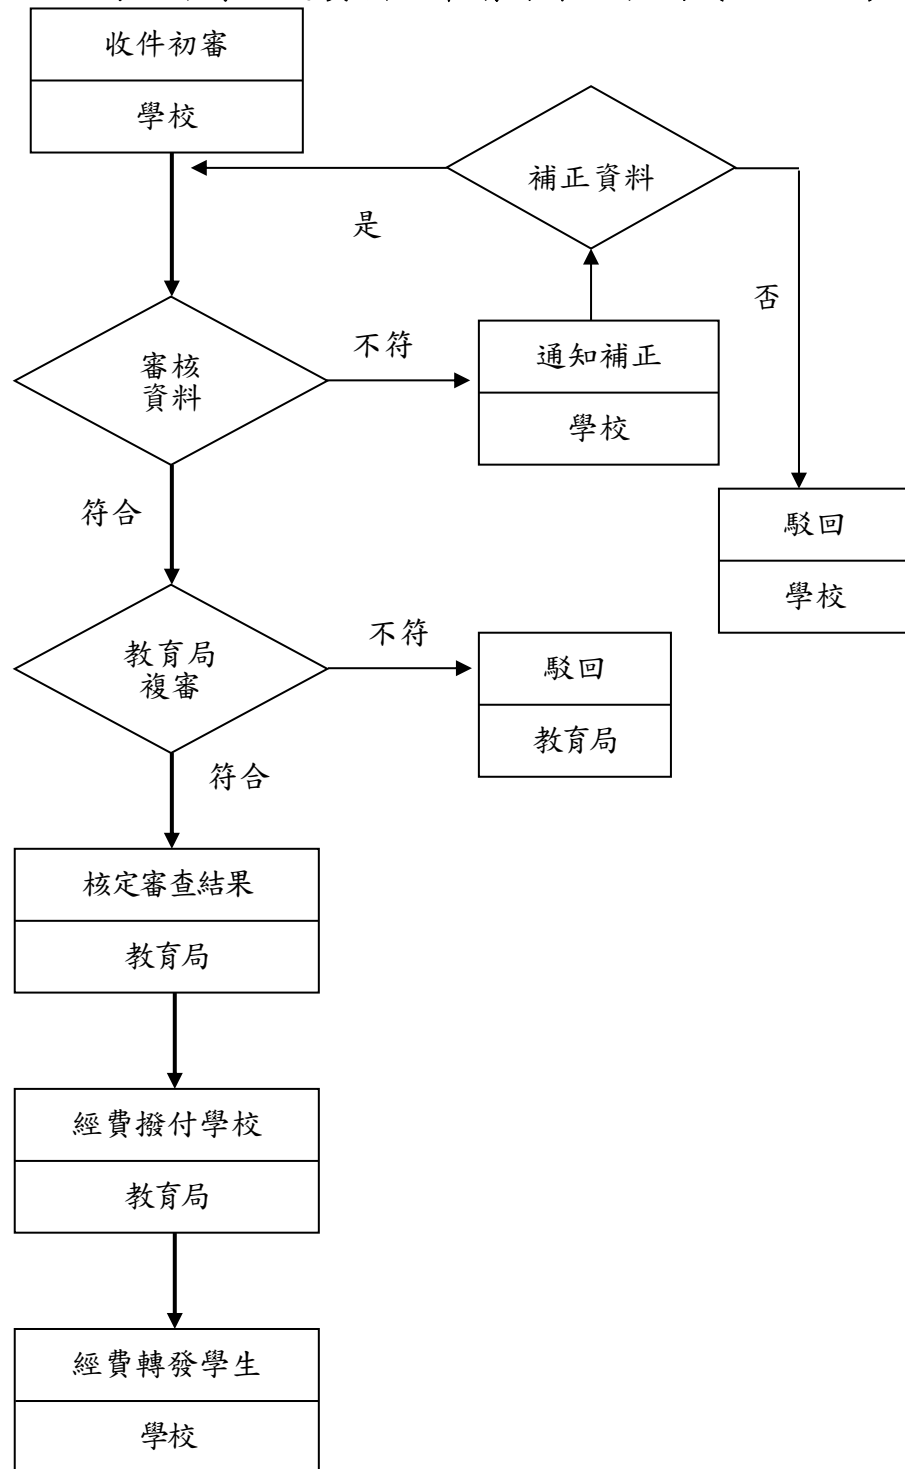 收件初審
學校
補正資料
是
否
審核
資料
不符
通知補正
學校
符合
駁回
學校
教育局
複審
不符
駁回
教育局
符合
核定審查結果
教育局
經費撥付學校
教育局
經費轉發學生
學校